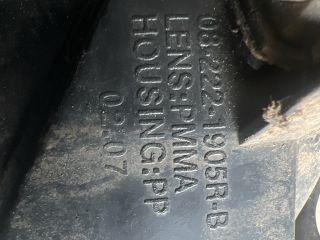 08-222-1905R-B
LENS:PMMA
HOUSING:PP
02.07